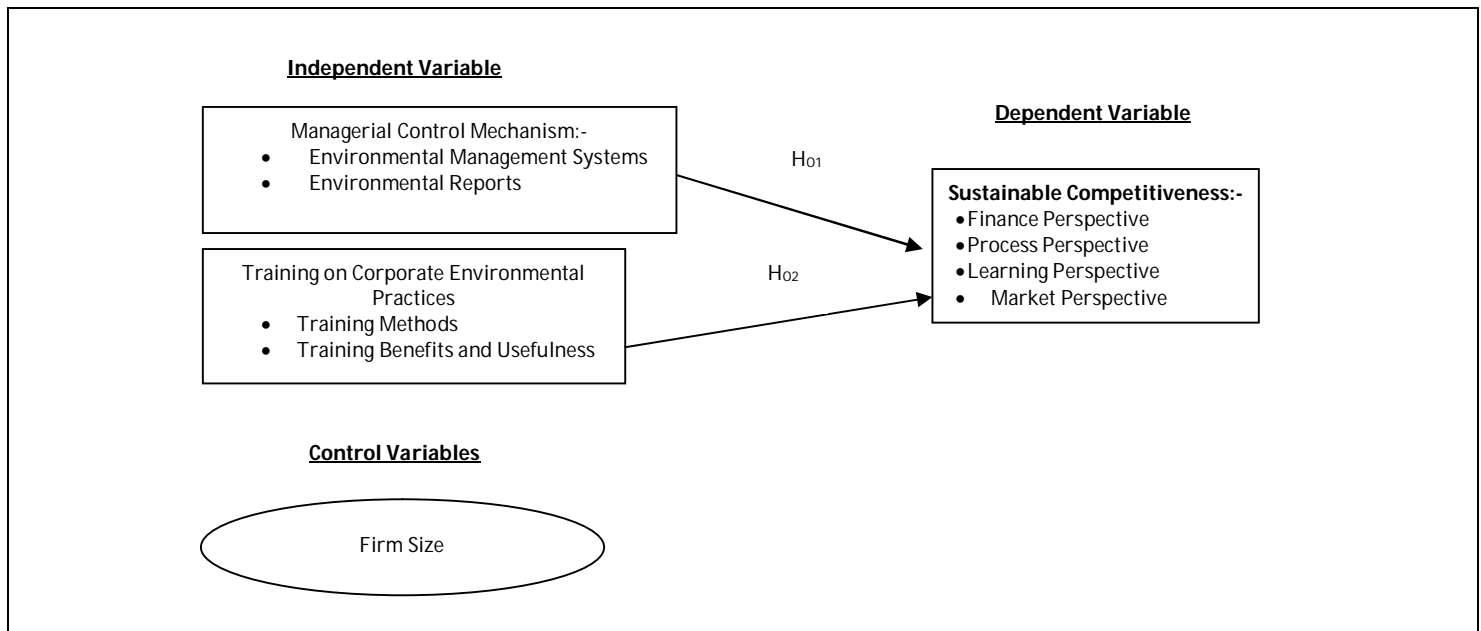 Independent Variable
Managerial Control Mechanism:-
• Environmental Management Systems
• Environmental Reports
Training on Corporate Environmental
Practices
• Training Methods
• Training Benefits and Usefulness
H01
H02
Dependent Variable
Sustainable Competitiveness:-
• Finance Perspective
• Process Perspective
• Learning Perspective
• Market Perspective
Control Variables
Firm Size